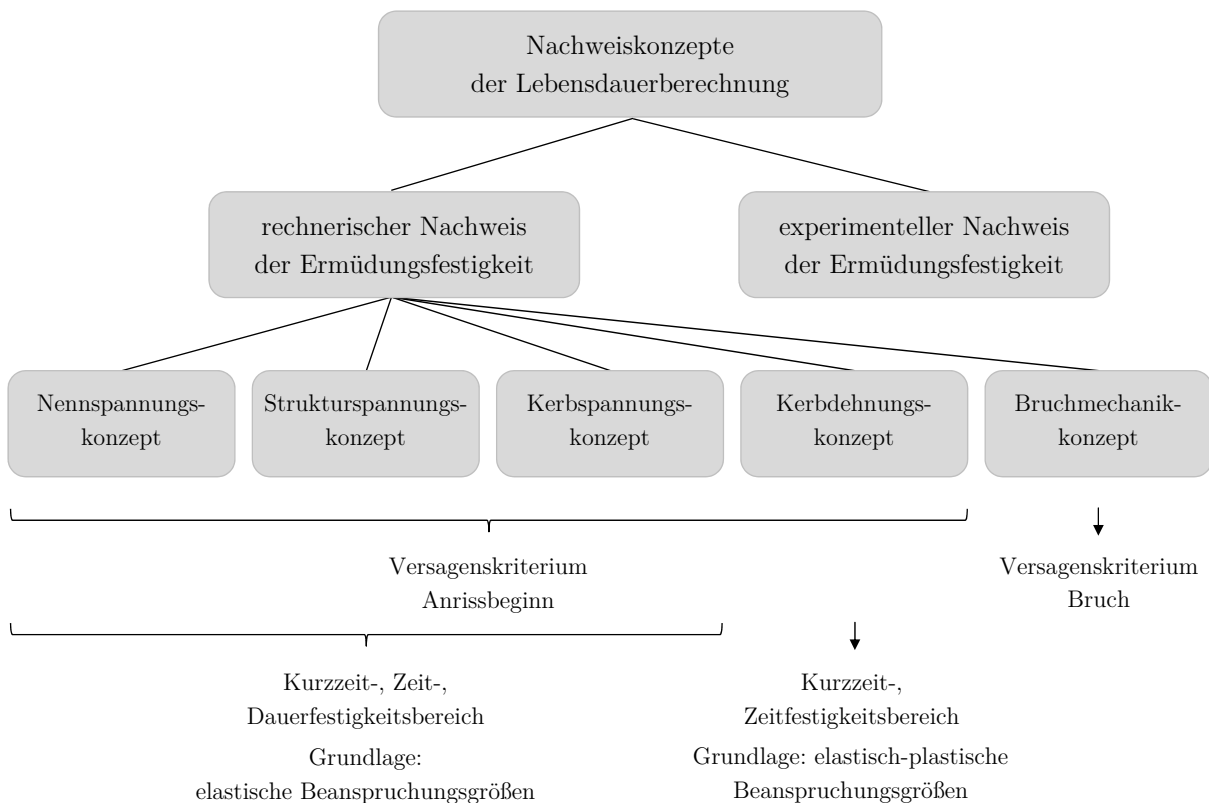 Nachweiskonzepte
der Lebensdauerberechnung
rechnerischer Nachweis
der Ermüdungsfestigkeit
experimenteller Nachweis
der Ermüdungsfestigkeit
Nennspannungs-
konzept
Strukturspannungs-
konzept
Kerbspannungs-
konzept
Kerbdehnungs-
konzept
Bruchmechanik-
konzept
Versagenskriterium
Anrissbeginn
Versagenskriterium
Bruch
Kurzzeit-, Zeit-,
Dauerfestigkeitsbereich
Grundlage:
elastische Beanspruchungsgrößen
Kurzzeit-,
Zeitfestigkeitsbereich
Grundlage: elastisch-plastische
Beanspruchungsgrößen